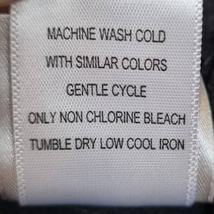 MACHINE WASH COLD
WITH SIMILAR COLORS
GENTLE CYCLE
ONLY NON CHLORINE BLEACH
TUMBLE DRY LOW COOL IRON